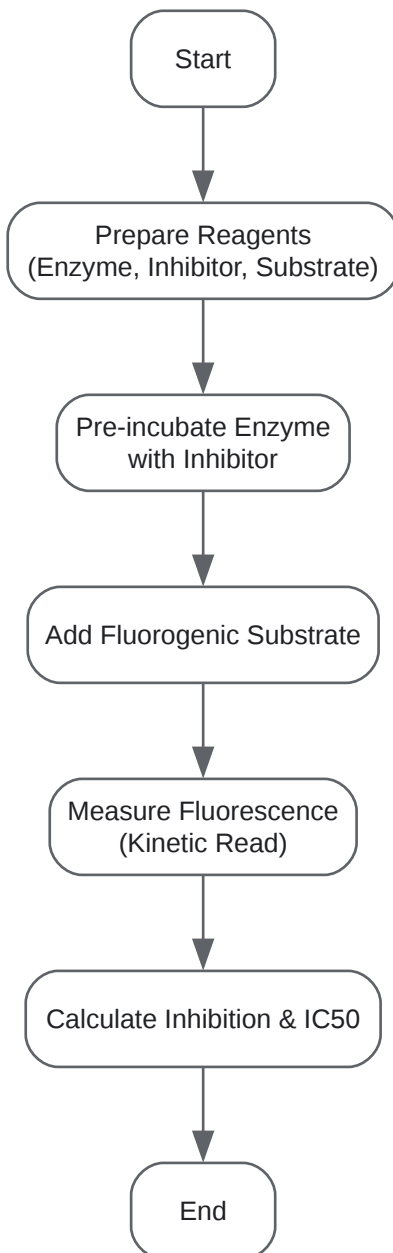 Start
Prepare Reagents
(Enzyme, Inhibitor, Substrate)
Pre-incubate Enzyme
with Inhibitor
Add Fluorogenic Substrate
Measure Fluorescence
(Kinetic Read)
Calculate Inhibition & IC50
End